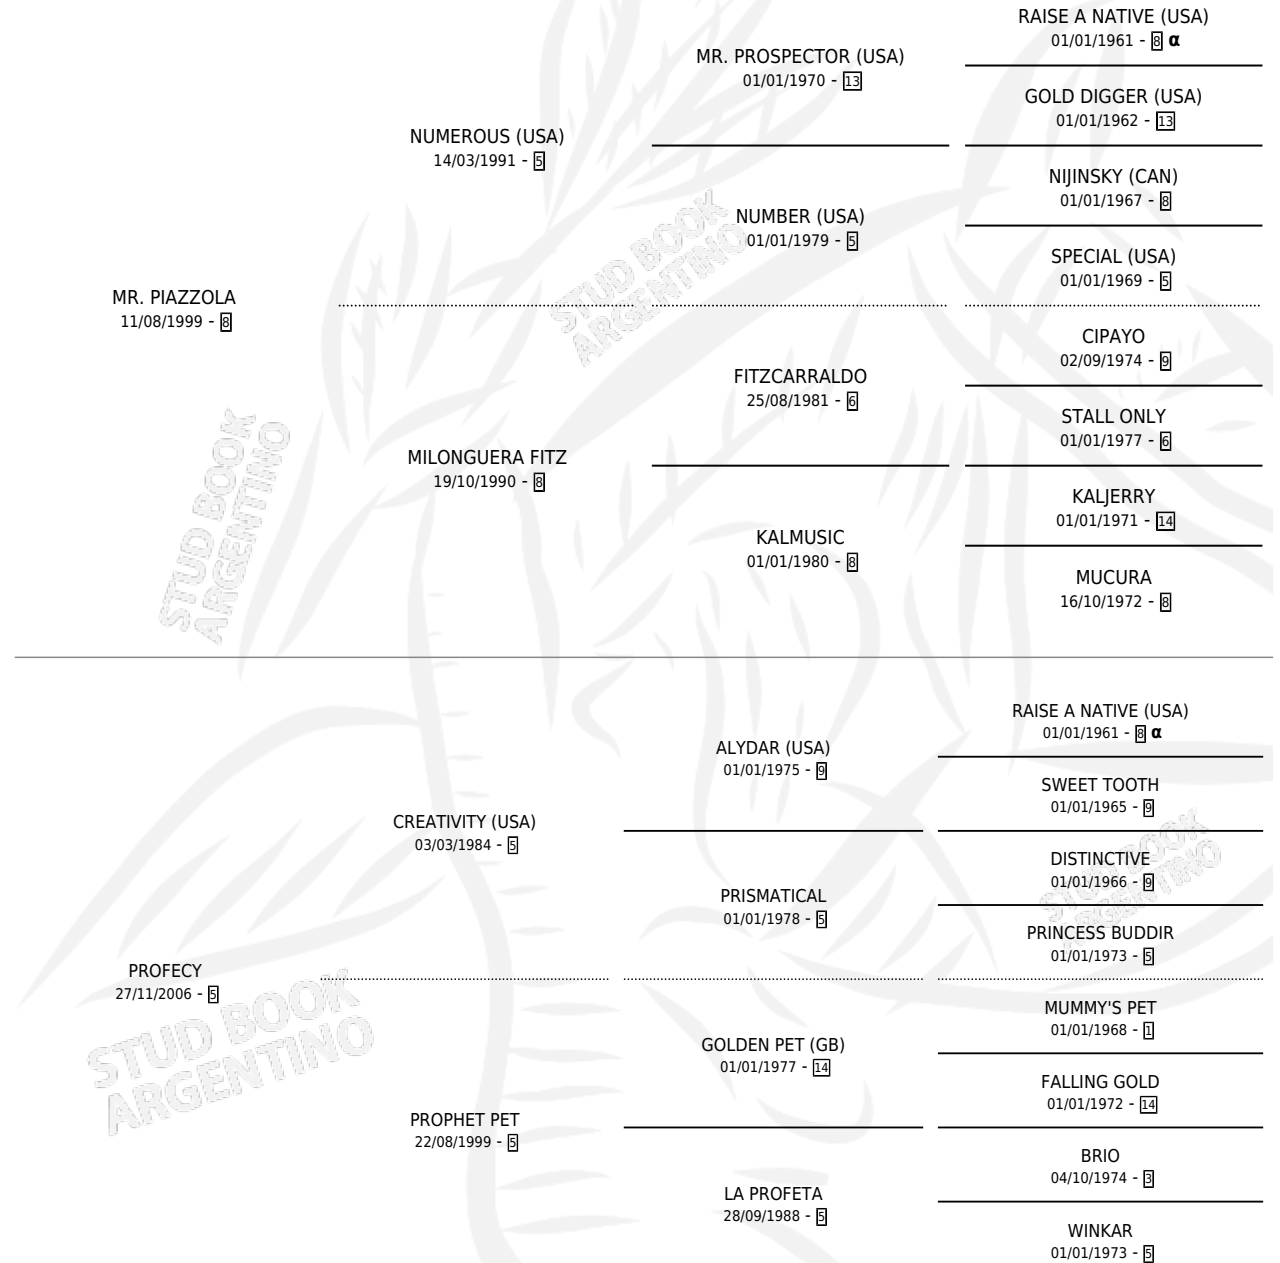 RAISE A NATIVE (USA)
01/01/1961 - 8 α
MR. PROSPECTOR (USA)
01/01/1970 - 13
GOLD DIGGER (USA)
01/01/1962 - 13
NUMEROUS (USA)
14/03/1991 - 5
NIJINSKY (CAN)
01/01/1967 - 8
NUMBER (USA)
01/01/1979 - 5
SPECIAL (USA)
01/01/1969 - 5
MR. PIAZZOLA
11/08/1999 - 8
CIPAYO
02/09/1974 - 9
FITZCARRALDO
25/08/1981 - 6
STALL ONLY
01/01/1977 - 6
MILONGUERA FITZ
19/10/1990 - 8
KALJERRY
01/01/1971 - 14
KALMUSIC
01/01/1980 - 8
MUCURA
16/10/1972 - 8
RAISE A NATIVE (USA)
01/01/1961 - 8 α
ALYDAR (USA)
01/01/1975 - 9
SWEET TOOTH
01/01/1965 - 9
CREATIVITY (USA)
03/03/1984 - 5
DISTINCTIVE
01/01/1966 - 9
PRISMATICAL
01/01/1978 - 5
PRINCESS BUDDIR
01/01/1973 - 5
PROFECY
27/11/2006 - 5
MUMMY'S PET
01/01/1968 - 1
GOLDEN PET (GB)
01/01/1977 - 14
FALLING GOLD
01/01/1972 - 14
PROPHET PET
22/08/1999 - 5
BRIO
04/10/1974 - 3
LA PROFETA
28/09/1988 - 5
WINKAR
01/01/1973 - 5
STUD BOOK
ARGENTINO
STUD BOOK
ARGENTINO
STUD BOOK
ARGENTINO
STUD BOOK
ARGENTINO